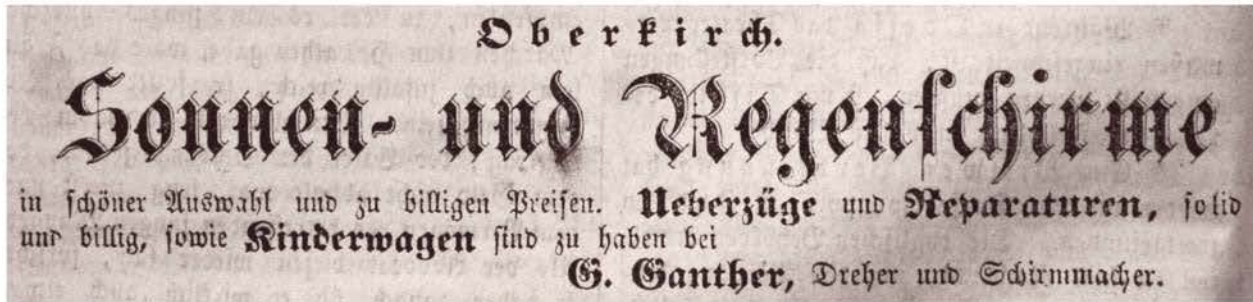 Oberkirch.
Sonnen- und Regenschirme
in schöner Auswahl und zu billigen Preisen. Ueberzüge und Reparaturen, solid
und billig, sowie Kinderwagen sind zu haben bei
G. Ganther, Dreher und Schirmmacher.